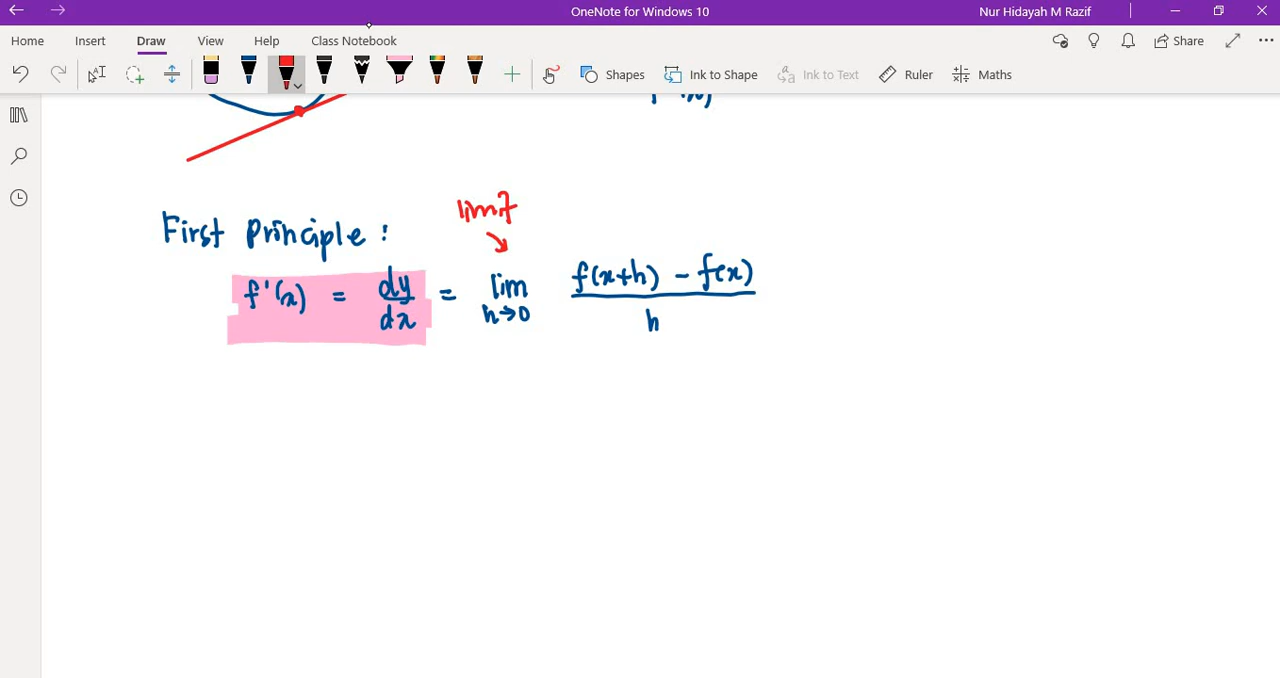 OneNote for Windows 10
Nur Hidayah M Razif
Home Insert Draw View Help Class Notebook Share
Shapes Ink to Shape Ink to Text Ruler Maths
limit
First Principle :
f'(x) = dy/dx = lim h→0 f(x+h) - f(x) / h